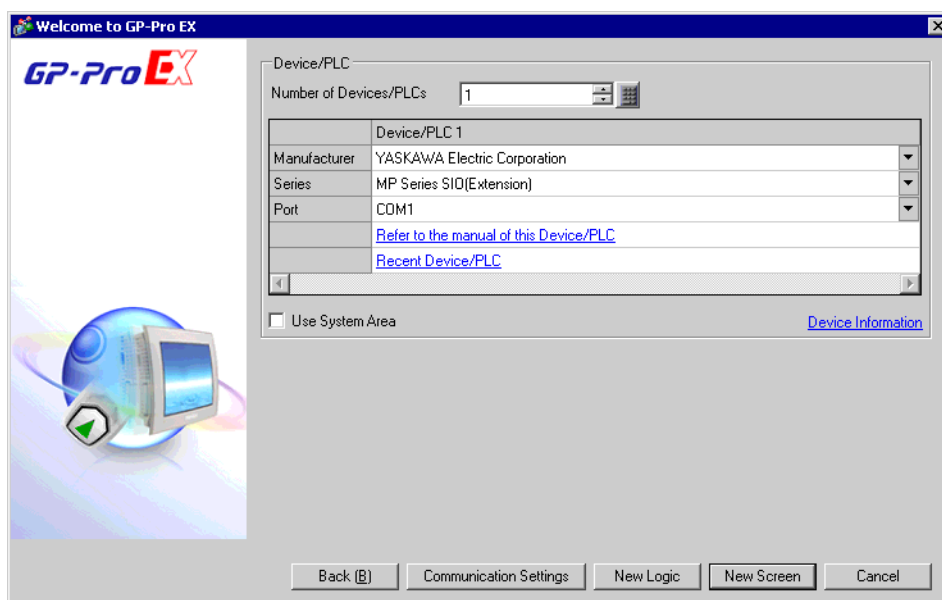 Welcome to GP-Pro EX
GP-Pro EX
Device/PLC
Number of Devices/PLCs 1
Device/PLC 1
Manufacturer YASKAWA Electric Corporation
Series MP Series SIO(Extension)
Port COM1
Refer to the manual of this Device/PLC
Recent Device/PLC
Use System Area Device Information
Back (B) Communication Settings New Logic New Screen Cancel